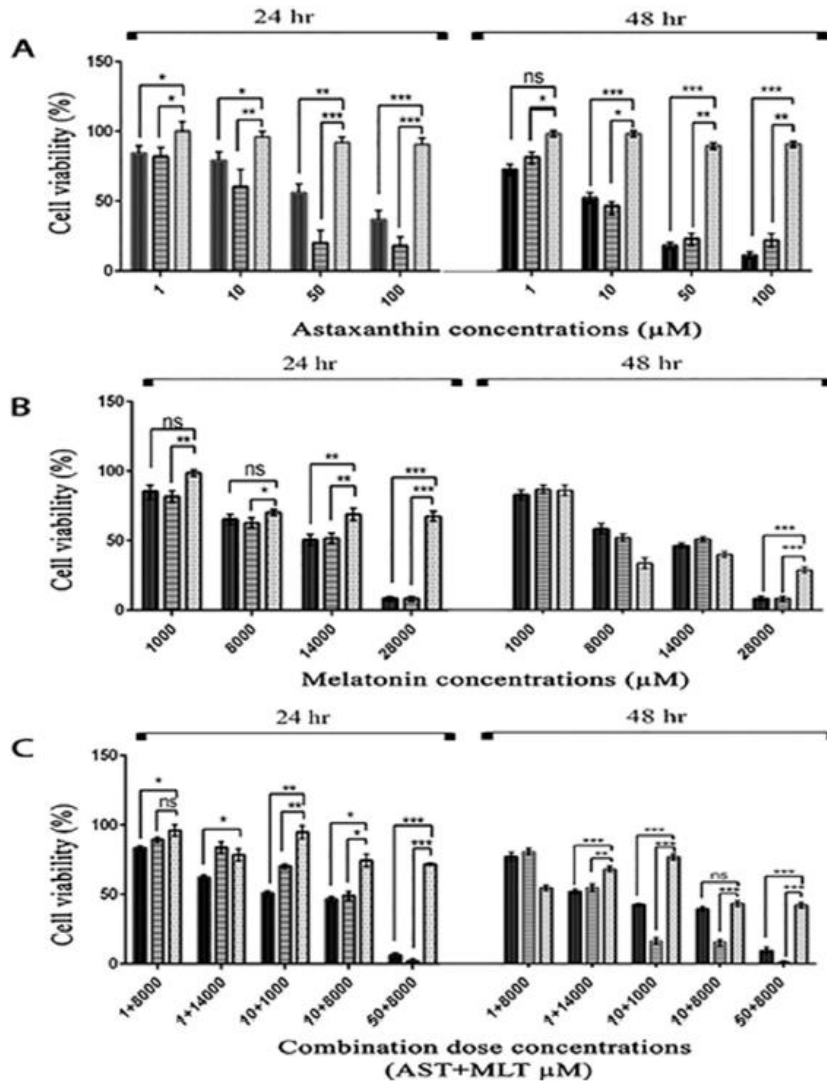 24 hr 48 hr
A
Cell viability (%)
150
100
50
0
* * * ** ** *** *** ***
ns * *** * *** ** *** **
1 10 50 100 1 10 50 100
Astaxanthin concentrations (μM)
24 hr 48 hr
B
Cell viability (%)
150
100
50
0
ns ** ns * ** ** *** ***
*** ***
1000 8000 14000 28000 1000 8000 14000 28000
Melatonin concentrations (μM)
24 hr 48 hr
C
Cell viability (%)
150
100
50
0
* ns * ** ** * * *** ***
*** ** *** *** ns *** *** ***
1+8000 1+14000 10+1000 10+8000 50+8000 1+8000 1+14000 10+1000 10+8000 50+8000
Combination dose concentrations
(AST+MLT μM)